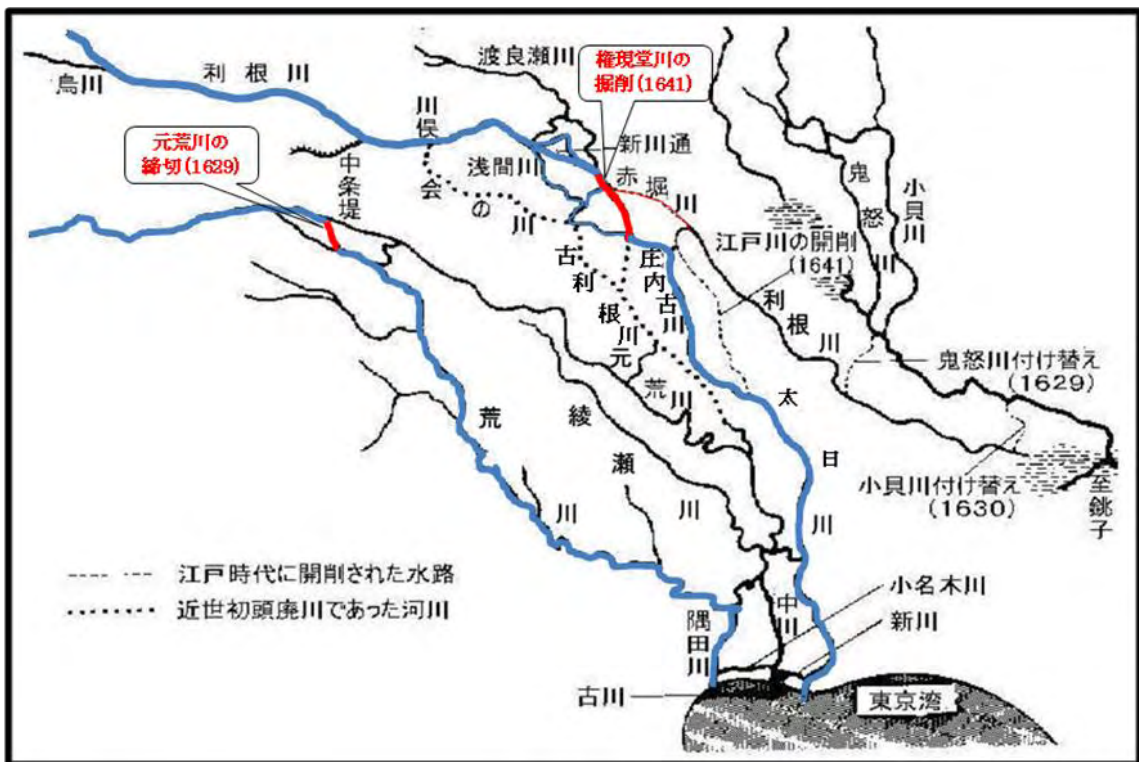 烏川
利根川
渡良瀬川
権現堂川の
掘削(1641)
元荒川の
締切(1629)
中条堤
川俣
会の川
浅間川
新川通
赤堀川
鬼怒川
小貝川
江戸川の開削
(1641)
利根川
庄内古川
古利根川
元荒川
綾瀬川
荒川
太日川
鬼怒川付け替え
(1629)
小貝川付け替え
(1630)
至銚子
江戸時代に開削された水路
近世初頭廃川であった河川
隅田川
中川
小名木川
新川
古川
東京湾